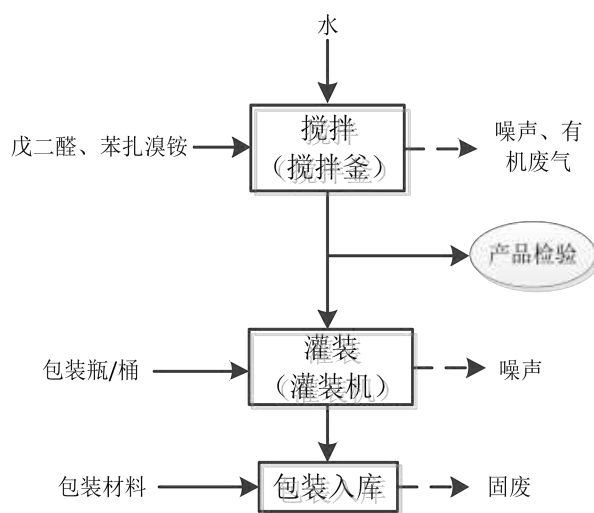 水
戊二醛、苯扎溴铵
搅拌
（搅拌釜）
噪声、有
机废气
产品检验
包装瓶/桶
灌装
（灌装机）
噪声
包装材料
包装入库
固废